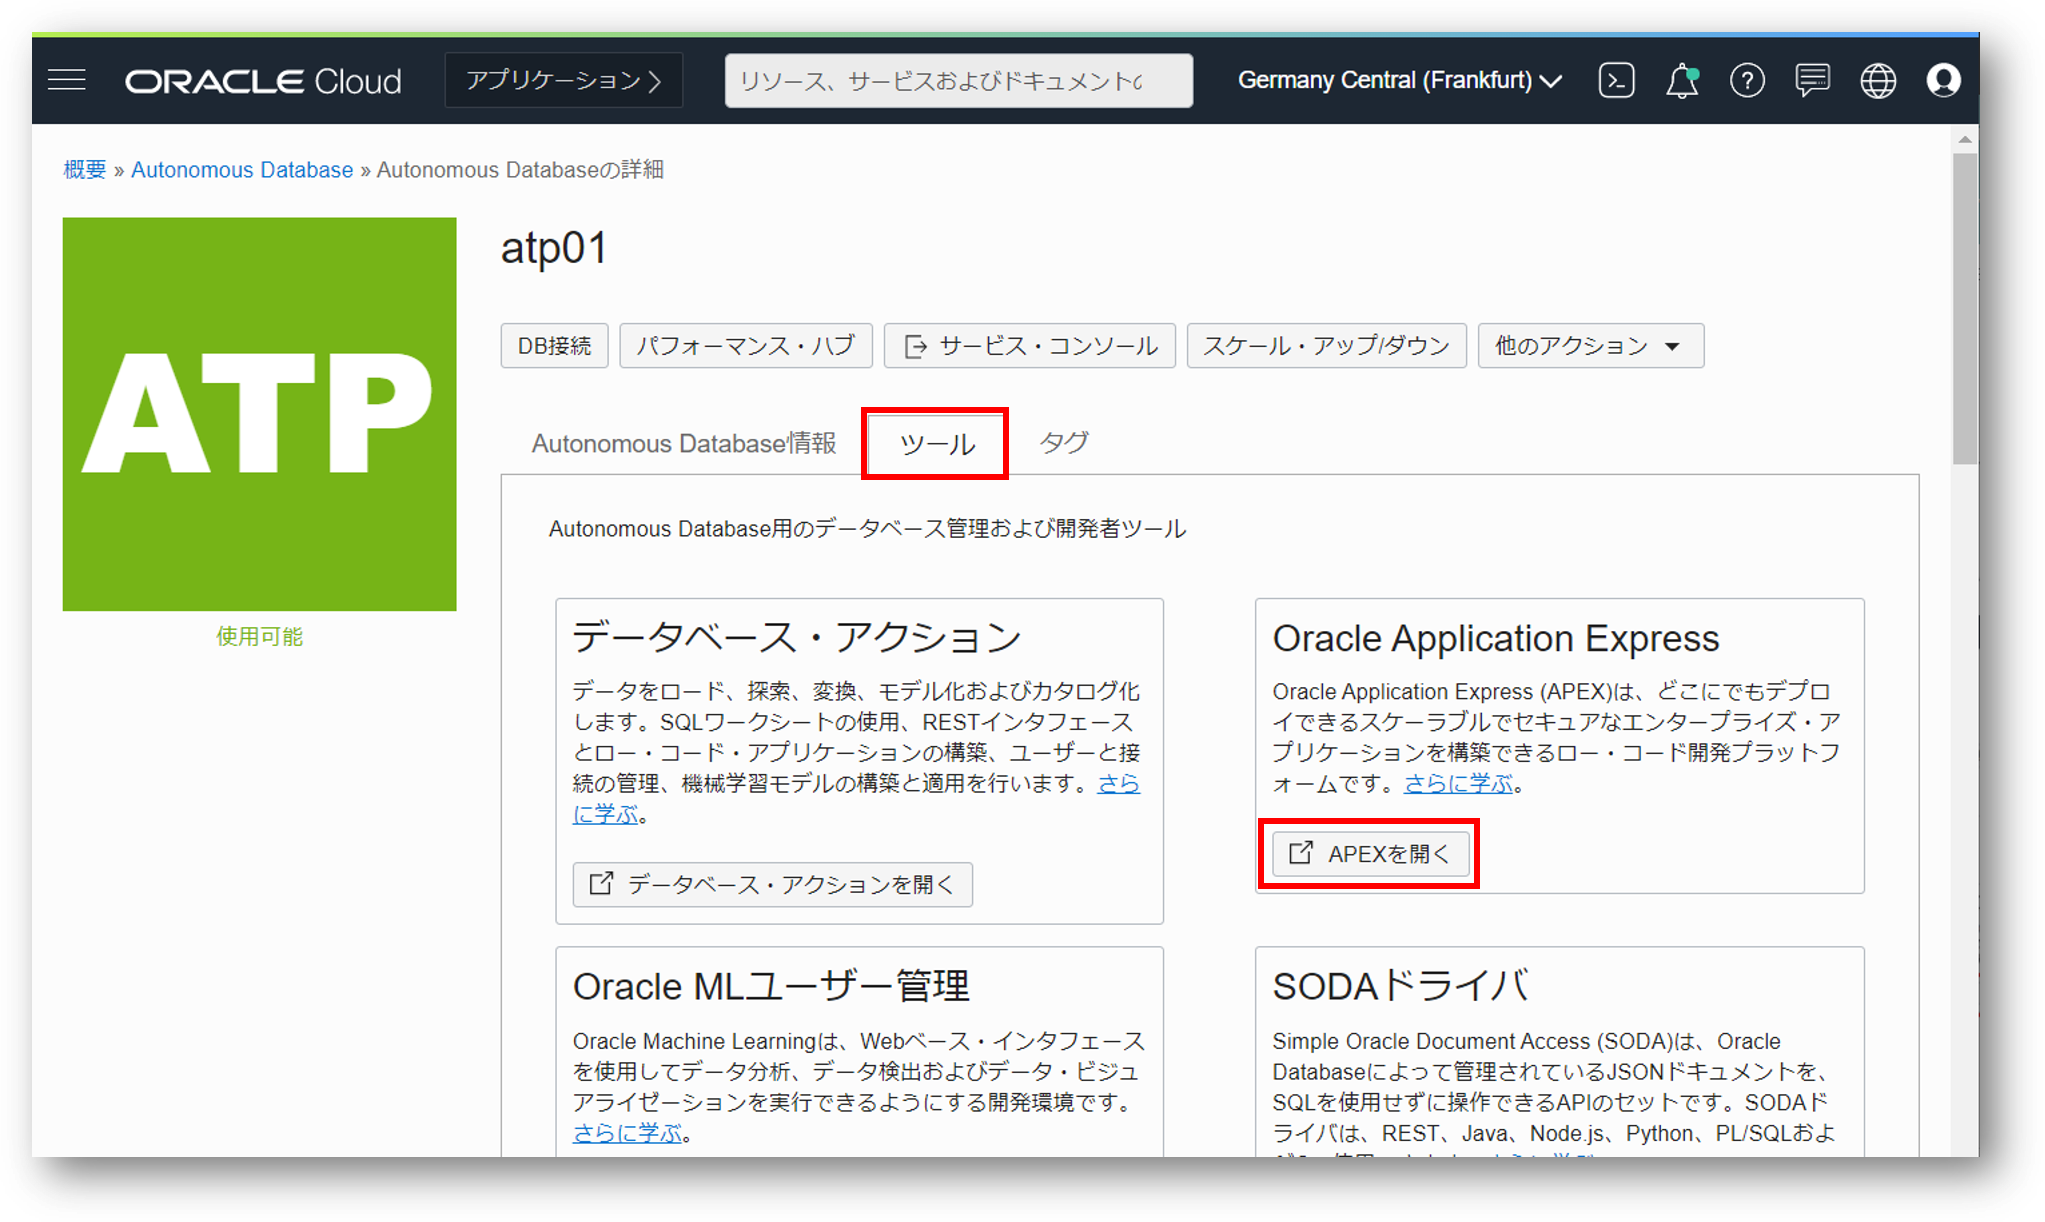 ORACLE Cloud
アプリケーション
リソース、サービスおよびドキュメントの
Germany Central (Frankfurt)
概要 » Autonomous Database » Autonomous Databaseの詳細
ATP
使用可能
atp01
DB接続
パフォーマンス・ハブ
サービス・コンソール
スケール・アップ/ダウン
他のアクション
Autonomous Database情報
ツール
タグ
Autonomous Database用のデータベース管理および開発者ツール
データベース・アクション
データをロード、探索、変換、モデル化およびカタログ化
します。SQLワークシートの使用、RESTインタフェース
とロー・コード・アプリケーションの構築、ユーザーと接
続の管理、機械学習モデルの構築と適用を行います。さら
に学ぶ。
データベース・アクションを開く
Oracle Application Express
Oracle Application Express (APEX)は、どこにでもデプロ
イできるスケーラブルでセキュアなエンタープライズ・ア
プリケーションを構築できるロー・コード開発プラットフ
ォームです。さらに学ぶ。
APEXを開く
Oracle MLユーザー管理
Oracle Machine Learningは、Webベース・インタフェース
を使用してデータ分析、データ検出およびデータ・ビジュ
アライゼーションを実行できるようにする開発環境です。
さらに学ぶ。
SODAドライバ
Simple Oracle Document Access (SODA)は、Oracle
Databaseによって管理されているJSONドキュメントを、
SQLを使用せずに操作できるAPIのセットです。SODAド
ライバは、REST、Java、Node.js、Python、PL/SQLおよ